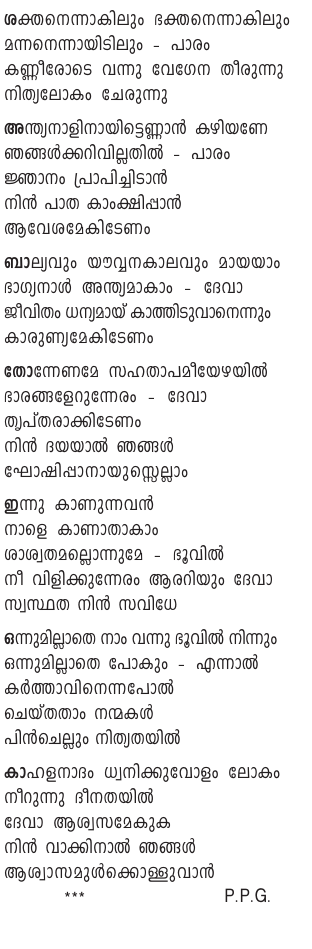 ശക്തനെന്നാകിലും ഭക്തനെന്നാകിലും
മന്നനെന്നായിടിലും – പാരം
കണ്ണീരോടെ വന്നു വേഗേന തീരുന്നു
നിത്യലോകം ചേരുന്നു
അന്ത്യനാളിനായിട്ടെണ്ണാൻ കഴിയണേ
ഞങ്ങൾക്കറിവില്ലതിൽ – പാരം
ജ്ഞാനം പ്രാപിച്ചിടാൻ
നിൻ പാത കാംക്ഷിപ്പാൻ
ആവേശമേകിടേണം
ബാല്യവും യൗവ്വനകാലവും മായയാം
ഭാഗ്യനാൾ അന്ത്യമാകാം – ദേവാ
ജീവിതം ധന്യമായ് കാത്തിടുവാനെന്നും
കാരുണ്യമേകിടേണം
തോന്നേണമേ സഹതാപമീയേഴയിൽ
ഭാരങ്ങളേറുന്നേരം – ദേവാ
തൃപ്തരാക്കിടേണം
നിൻ ദയയാൽ ഞങ്ങൾ
ഘോഷിപ്പാനായുസ്സെല്ലാം
ഇന്നു കാണുന്നവൻ
നാളെ കാണാതാകാം
ശാശ്വതമല്ലൊന്നുമേ – ഭൂവിൽ
നീ വിളിക്കുന്നേരം ആരറിയും ദേവാ
സ്വസ്ഥത നിൻ സവിധേ
ഒന്നുമില്ലാതെ നാം വന്നു ഭൂവിൽ നിന്നും
ഒന്നുമില്ലാതെ പോകും – എന്നാൽ
കർത്താവിനെന്നപോൽ
ചെയ്തതാം നന്മകൾ
പിൻചെല്ലും നിത്യതയിൽ
കാഹളനാദം ധ്വനിക്കുവോളം ലോകം
നീറുന്നു ദീനതയിൽ
ദേവാ ആശ്വസമേകുക
നിൻ വാക്കിനാൽ ഞങ്ങൾ
ആശ്വാസമുൾക്കൊള്ളുവാൻ
*** P.P.G.